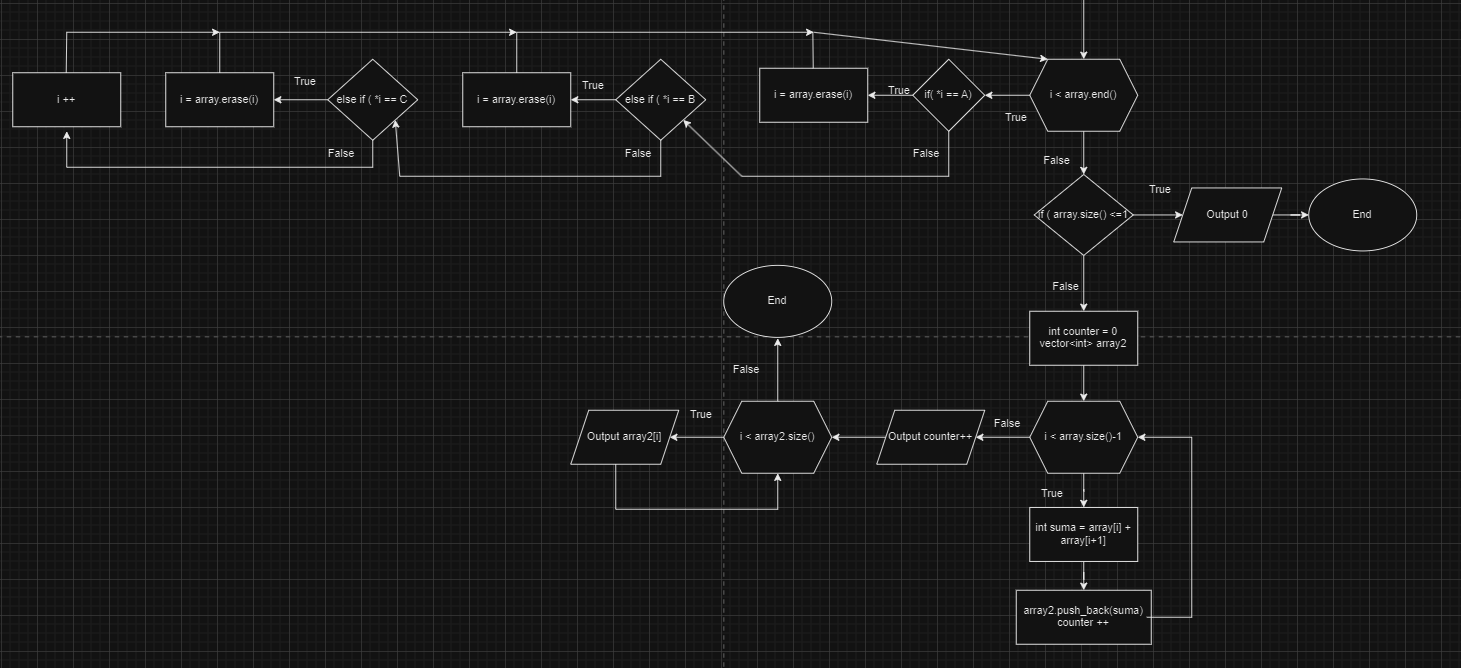 i ++
i = array.erase(i)
True
else if ( *i == C
False
i = array.erase(i)
True
else if ( *i == B
False
i = array.erase(i)
True
if( *i == A)
False
True
i < array.end()
False
if ( array.size() <=1
True
Output 0
End
False
int counter = 0
vector<int> array2
End
False
Output array2[i]
True
i < array2.size()
Output counter++
False
i < array.size()-1
True
int suma = array[i] +
array[i+1]
array2.push_back(suma)
counter ++